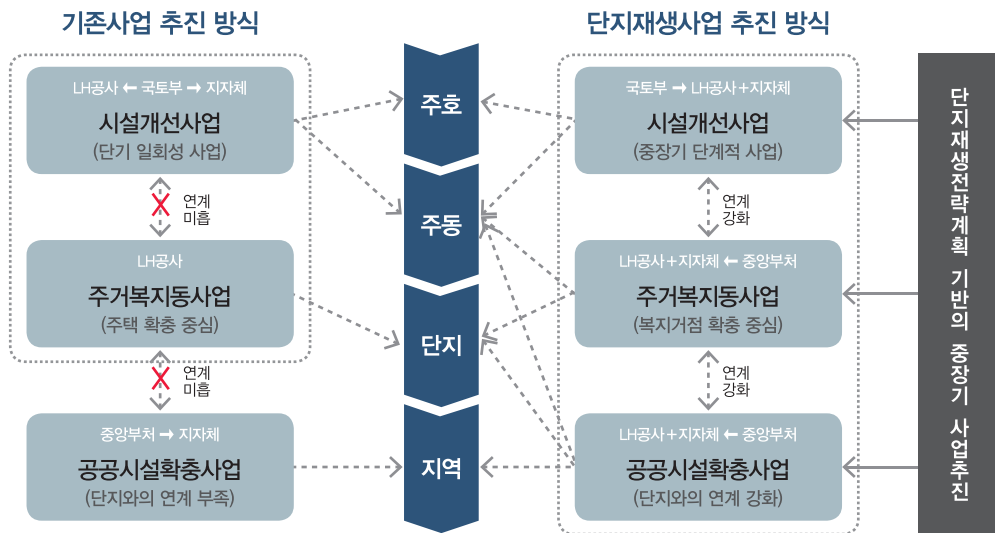 기존사업 추진 방식
LH공사 ← 국토부 → 지자체
시설개선사업
(단기 일회성 사업)
연계
미흡
LH공사
주거복지동사업
(주택 확충 중심)
연계
미흡
중앙부처 → 지자체
공공시설확충사업
(단지와의 연계 부족)
주호
주동
단지
지역
단지재생사업 추진 방식
국토부 → LH공사+지자체
시설개선사업
(중장기 단계적 사업)
연계
강화
LH공사+지자체 ← 중앙부처
주거복지동사업
(복지거점 확충 중심)
연계
강화
LH공사+지자체 ← 중앙부처
공공시설확충사업
(단지와의 연계 강화)
단지재생전략계획 기반의 중장기 사업추진